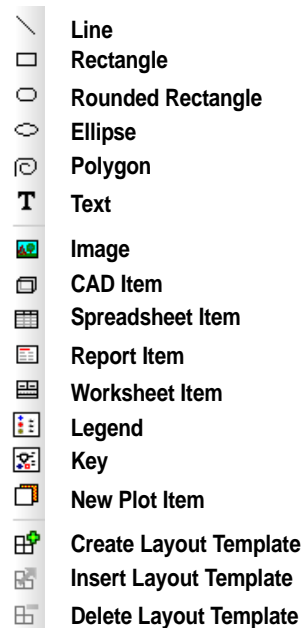 Line
Rectangle
Rounded Rectangle
Ellipse
Polygon
T Text
Image
CAD Item
Spreadsheet Item
Report Item
Worksheet Item
Legend
Key
New Plot Item
Create Layout Template
Insert Layout Template
Delete Layout Template